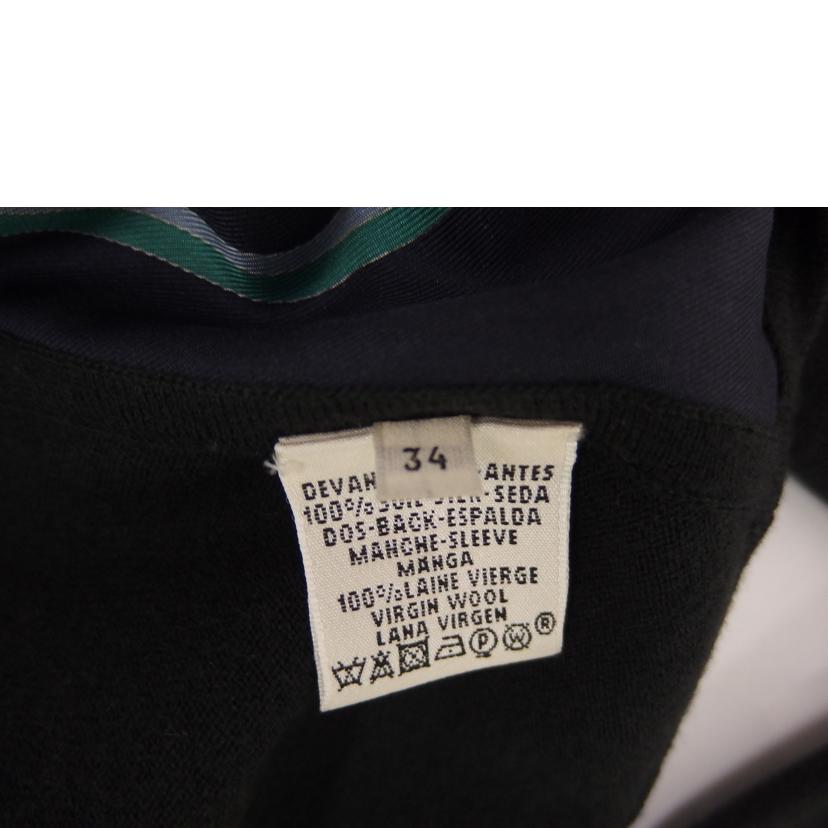 34
DEVAN ANTES
100% SEDA
DOS-BACK-ESPALDA
MANCHE-SLEEVE
MANGA
100% LAINE VIERGE
VIRGIN WOOL
LANA VIRGEN
P W ®